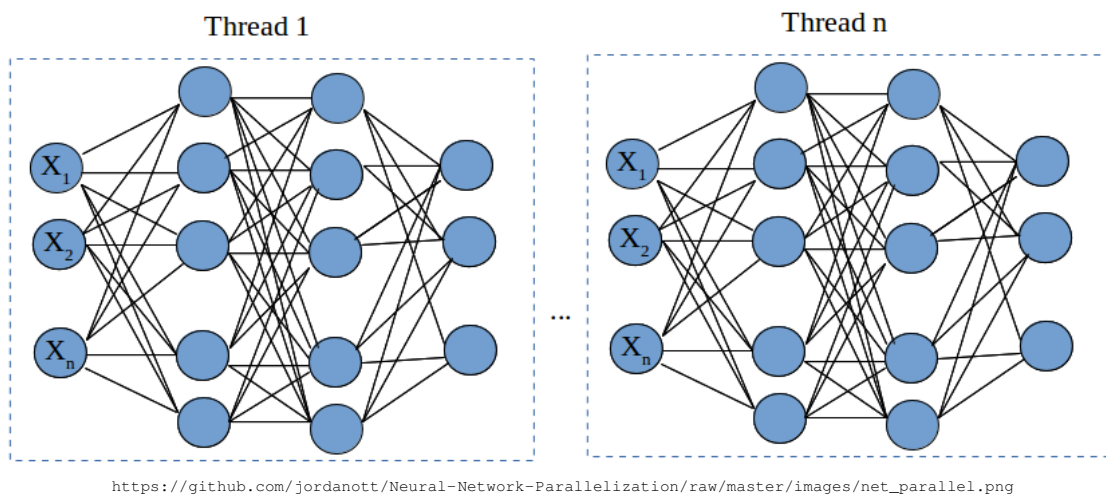 Thread 1
Thread n
X1
X2
Xn
...
X1
X2
Xn
https://github.com/jordanott/Neural-Network-Parallelization/raw/master/images/net_parallel.png